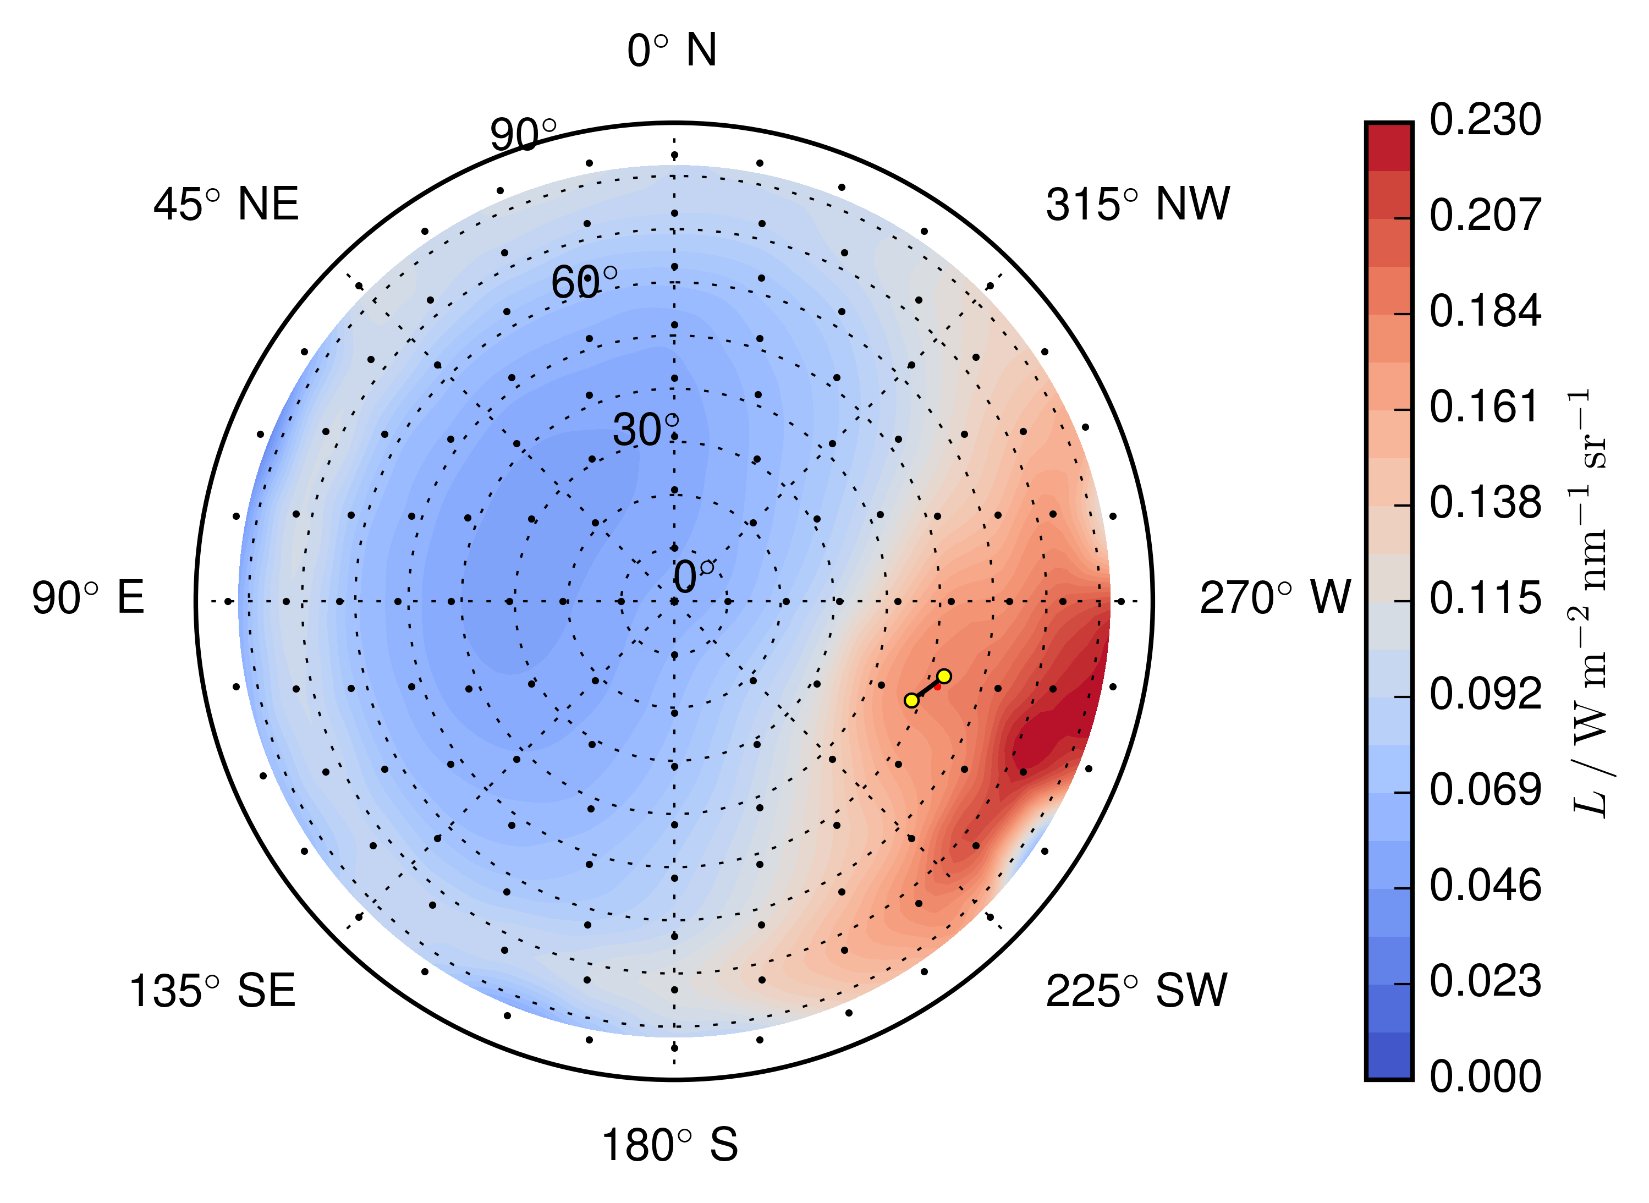 0° N
90°
45° NE
315° NW
60°
30°
0°
90° E
270° W
135° SE
225° SW
180° S
0.230
0.207
0.184
0.161
0.138
0.115
0.092
0.069
0.046
0.023
0.000
L / W m⁻² nm⁻¹ sr⁻¹